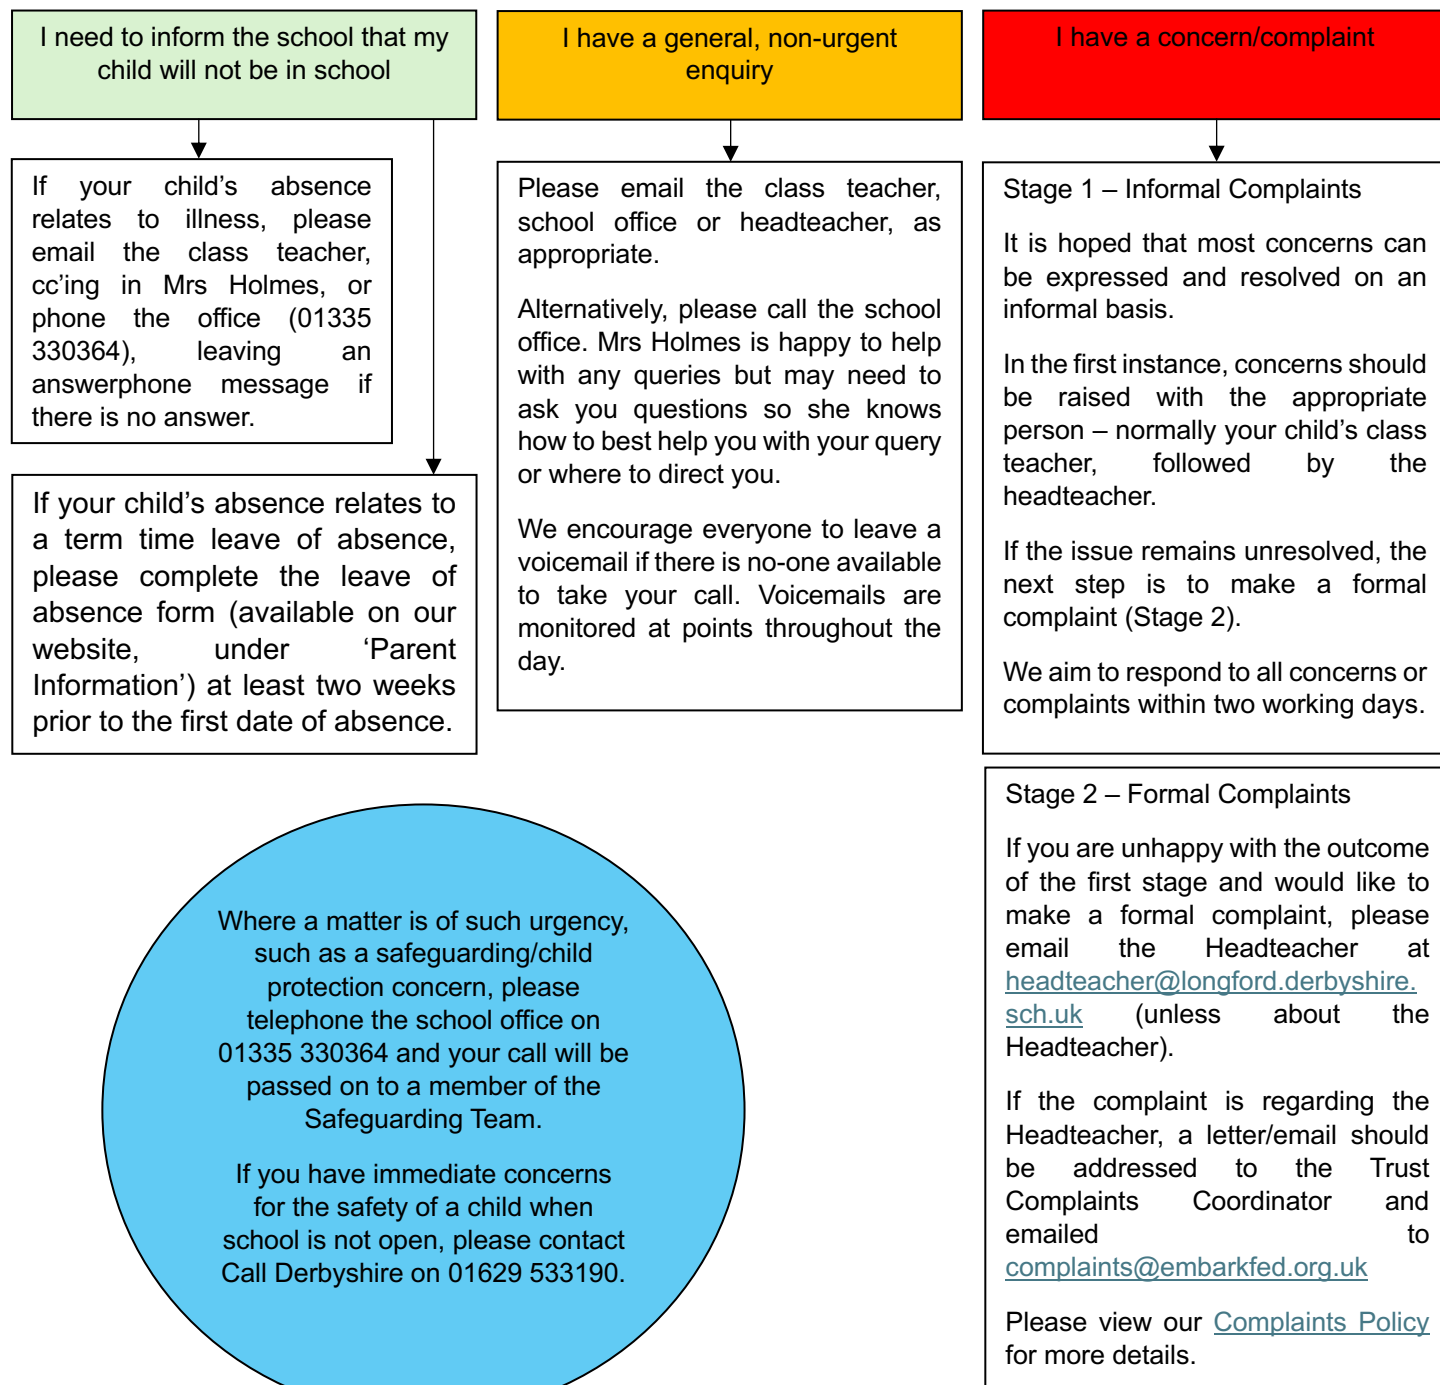 I need to inform the school that my
child will not be in school
If your child’s absence
relates to illness, please
email the class teacher,
cc’ing in Mrs Holmes, or
phone the office (01335
330364), leaving an
answerphone message if
there is no answer.
If your child’s absence relates to
a term time leave of absence,
please complete the leave of
absence form (available on our
website, under ‘Parent
Information’) at least two weeks
prior to the first date of absence.
I have a general, non-urgent
enquiry
Please email the class teacher,
school office or headteacher, as
appropriate.
Alternatively, please call the school
office. Mrs Holmes is happy to help
with any queries but may need to
ask you questions so she knows
how to best help you with your query
or where to direct you.
We encourage everyone to leave a
voicemail if there is no-one available
to take your call. Voicemails are
monitored at points throughout the
day.
I have a concern/complaint
Stage 1 – Informal Complaints
It is hoped that most concerns can
be expressed and resolved on an
informal basis.
In the first instance, concerns should
be raised with the appropriate
person – normally your child’s class
teacher, followed by the
headteacher.
If the issue remains unresolved, the
next step is to make a formal
complaint (Stage 2).
We aim to respond to all concerns or
complaints within two working days.
Stage 2 – Formal Complaints
If you are unhappy with the outcome
of the first stage and would like to
make a formal complaint, please
email the Headteacher at
headteacher@longford.derbyshire.
sch.uk (unless about the
Headteacher).
If the complaint is regarding the
Headteacher, a letter/email should
be addressed to the Trust
Complaints Coordinator and
emailed to
complaints@embarkfed.org.uk
Please view our Complaints Policy
for more details.
Where a matter is of such urgency,
such as a safeguarding/child
protection concern, please
telephone the school office on
01335 330364 and your call will be
passed on to a member of the
Safeguarding Team.
If you have immediate concerns
for the safety of a child when
school is not open, please contact
Call Derbyshire on 01629 533190.